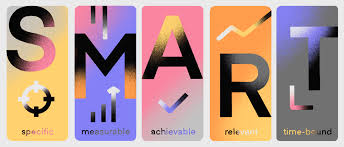 S M A R T
specific measurable achievable relevant time-bound